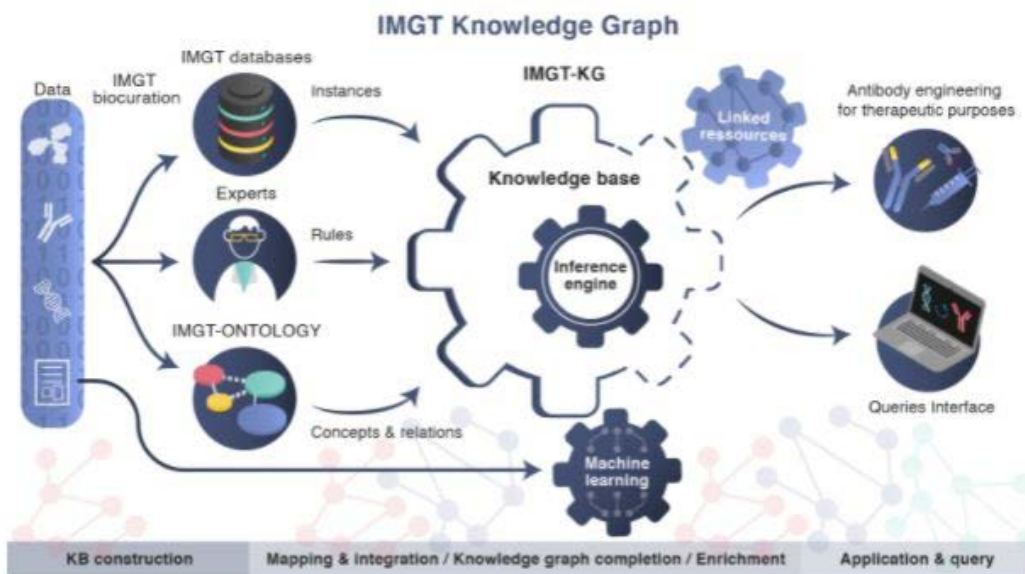 IMGT Knowledge Graph
Data
IMGT
biocuration
IMGT databases
Instances
Experts
Rules
IMGT-ONTOLOGY
Concepts & relations
IMGT-KG
Knowledge base
Inference
engine
Linked
ressources
Machine
learning
Antibody engineering
for therapeutic purposes
Queries Interface
KB construction
Mapping & integration / Knowledge graph completion / Enrichment
Application & query